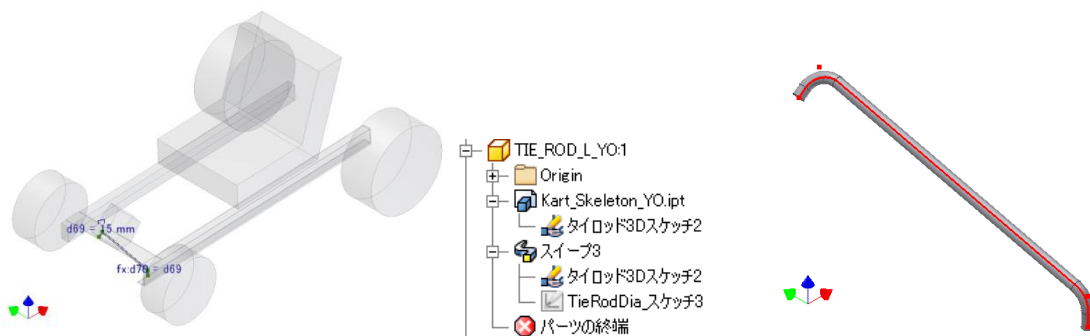 d69 = 15 mm
fx:d70 = d69
TIE_ROD_L_YO:1
Origin
Kart_Skeleton_YO.ipt
タイロッド3Dスケッチ2
スイープ3
タイロッド3Dスケッチ2
TieRodDia_スケッチ3
パーツの終端